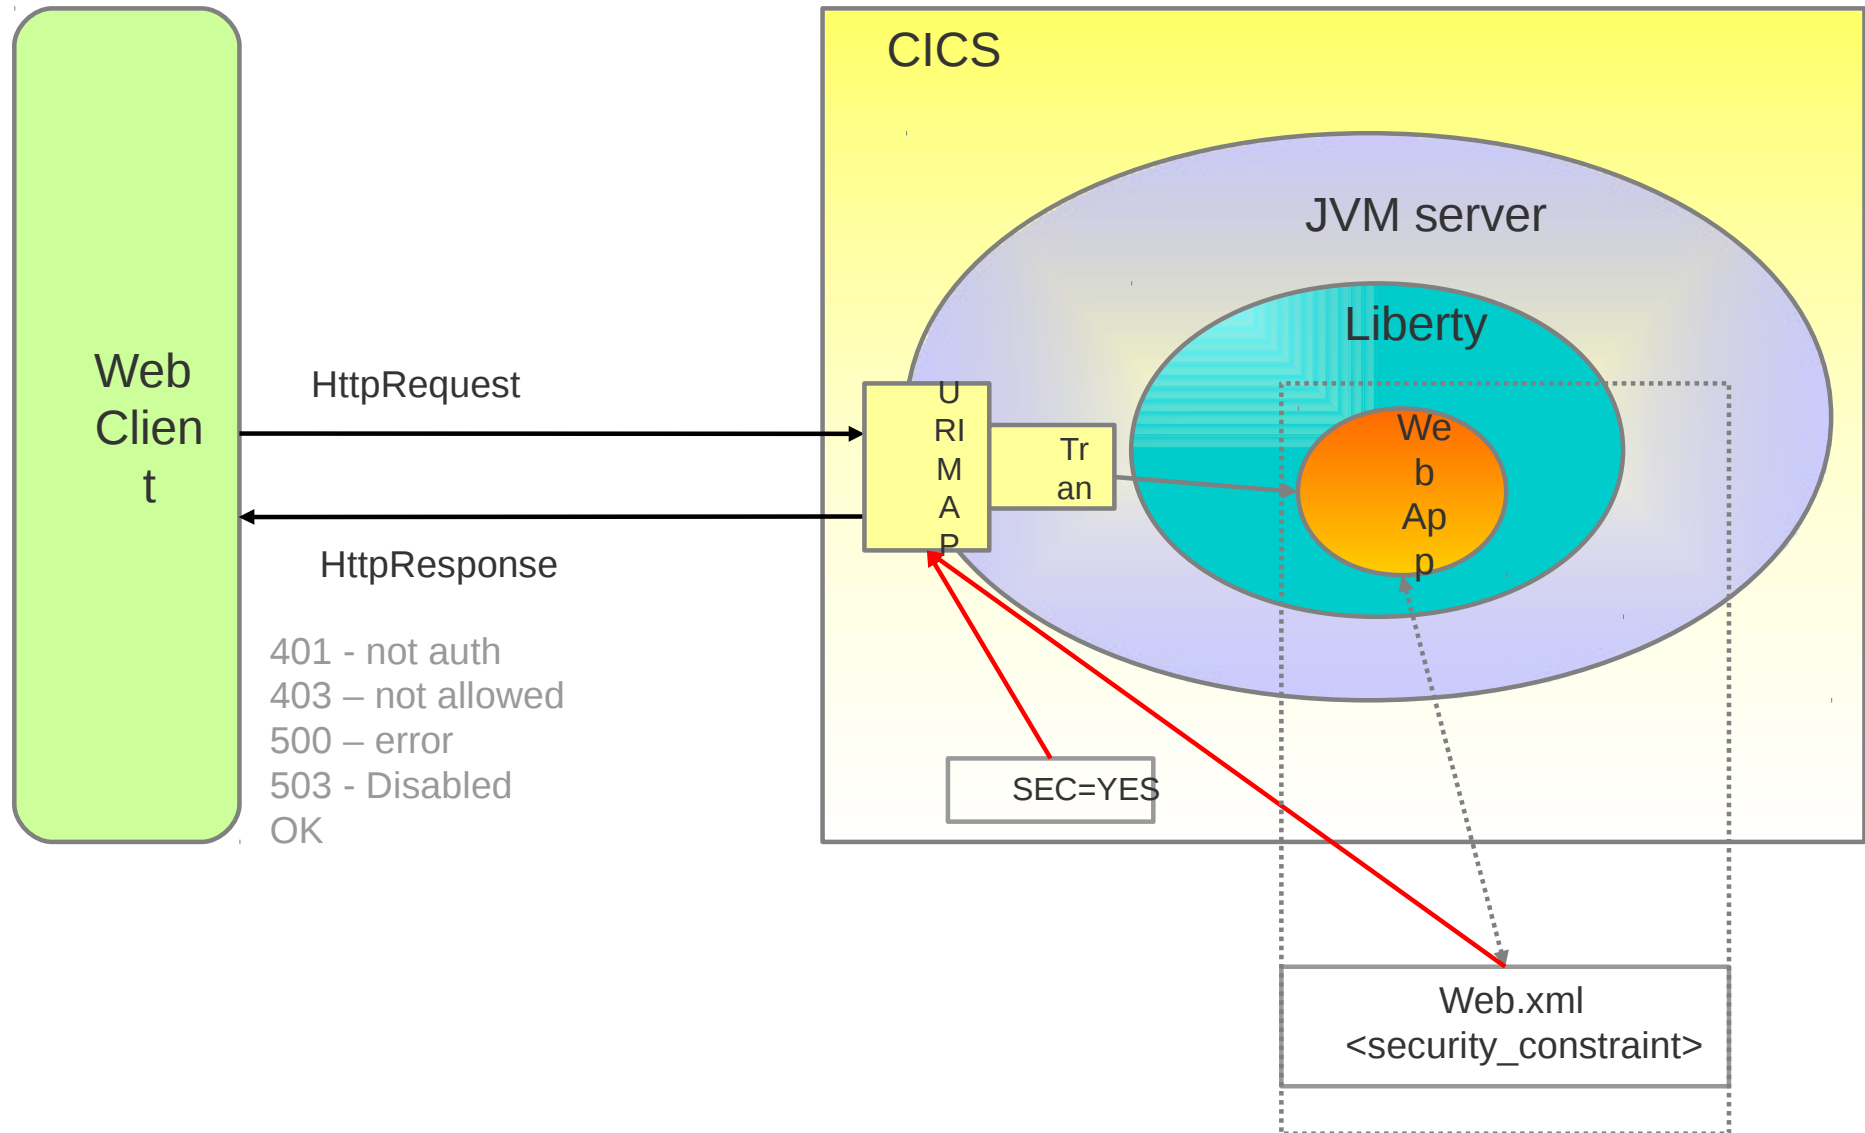 CICS
JVM server
Liberty
Web
Clien
t
HttpRequest
U
RI
M
A
P
Tr
an
We
b
Ap
p
HttpResponse
401 - not auth
403 – not allowed
500 – error
503 - Disabled
OK
SEC=YES
Web.xml
<security_constraint>